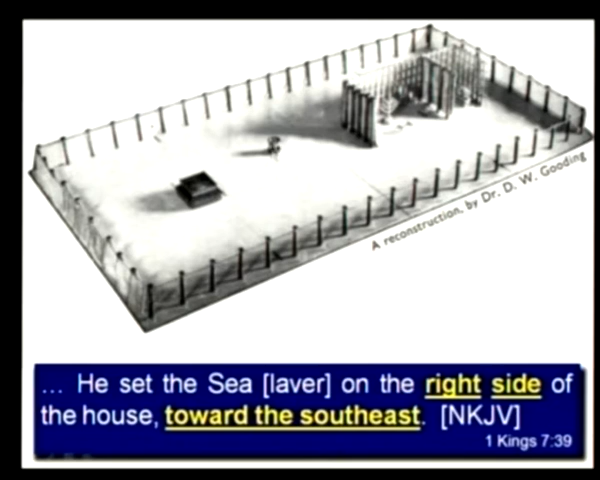 A reconstruction, by Dr. D. W. Gooding
... He set the Sea [laver] on the right side of
the house, toward the southeast. [NKJV]
1 Kings 7:39